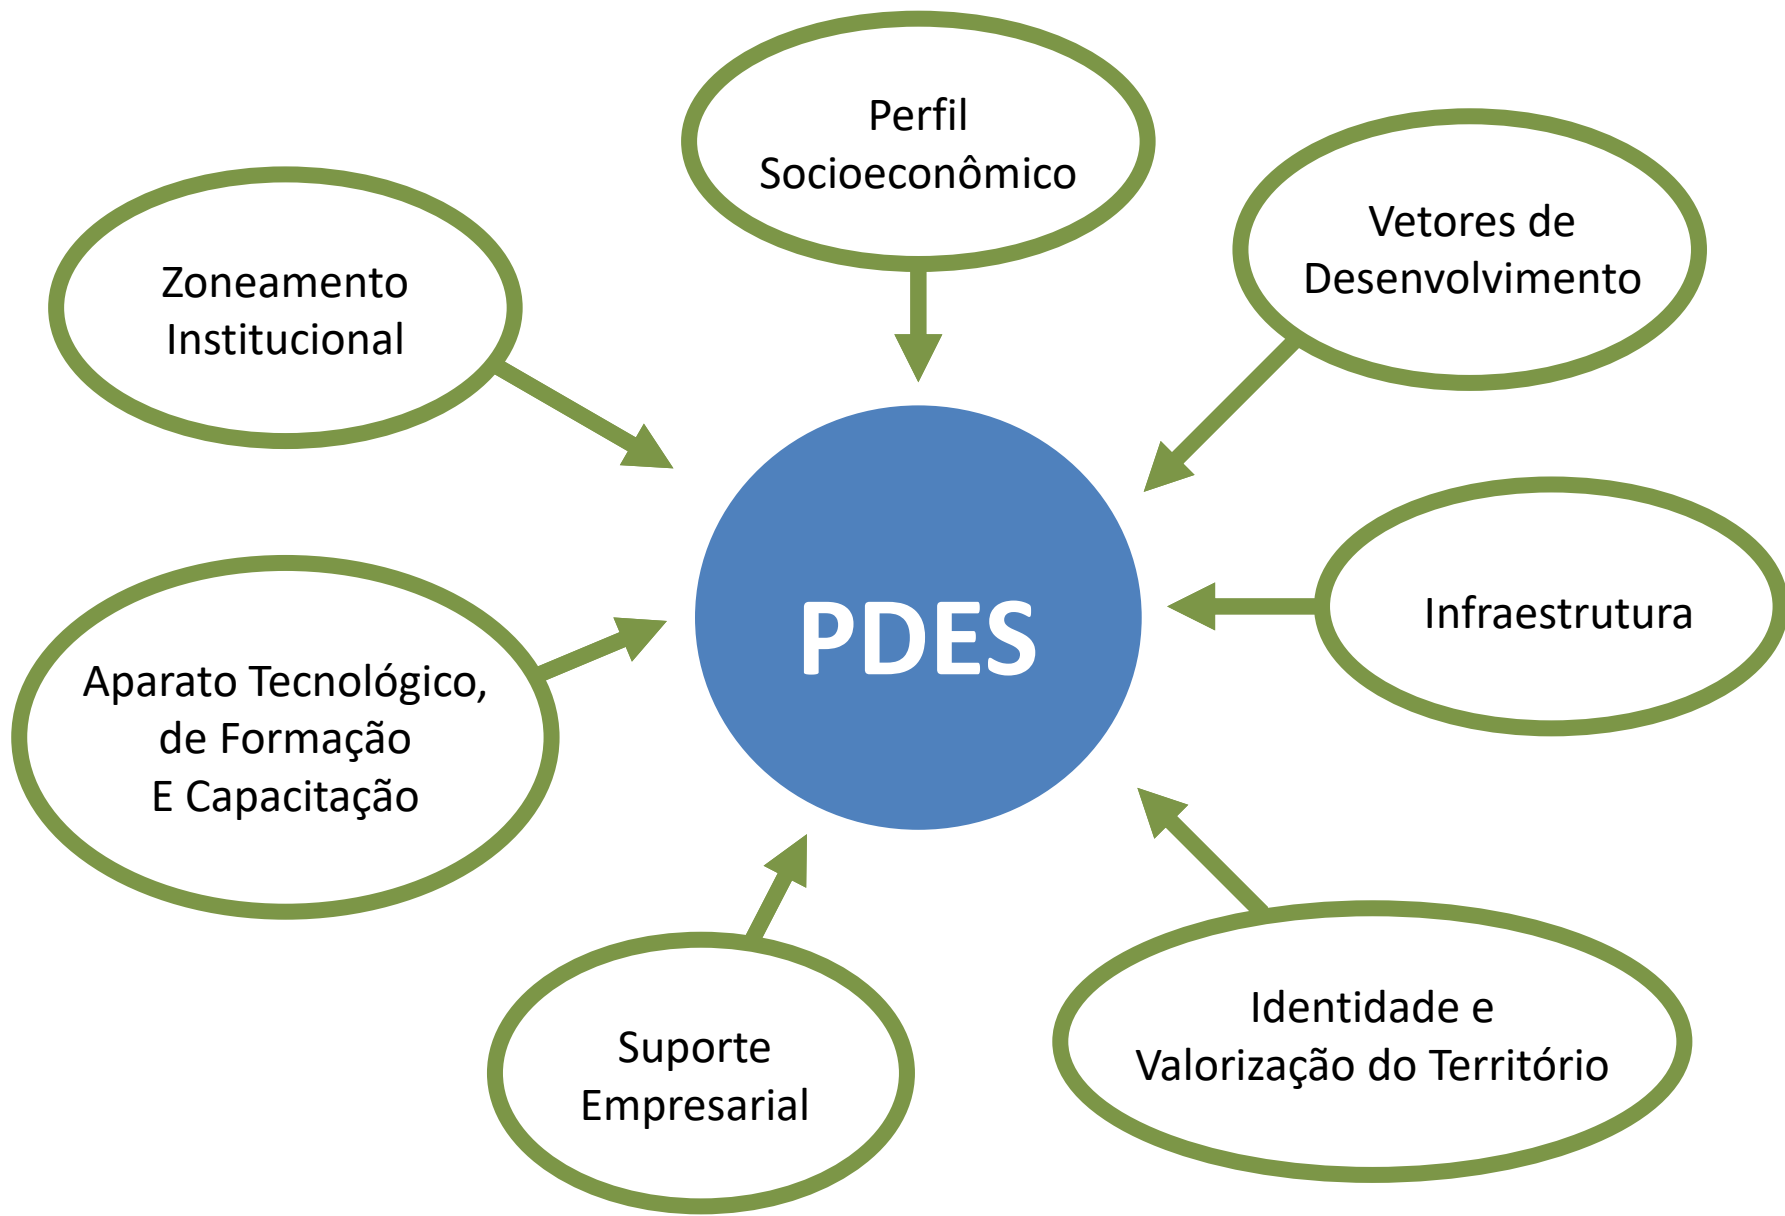 Perfil
Socioeconômico
Vetores de
Desenvolvimento
Zoneamento
Institucional
PDES
Infraestrutura
Aparato Tecnológico,
de Formação
E Capacitação
Identidade e
Valorização do Território
Suporte
Empresarial